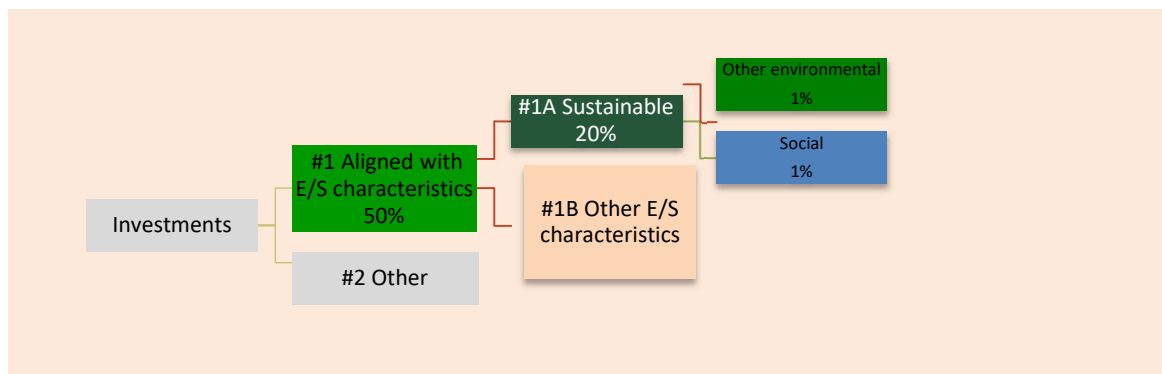 Investments
#1 Aligned with
E/S characteristics
50%
#2 Other
#1A Sustainable
20%
#1B Other E/S
characteristics
Other environmental
1%
Social
1%